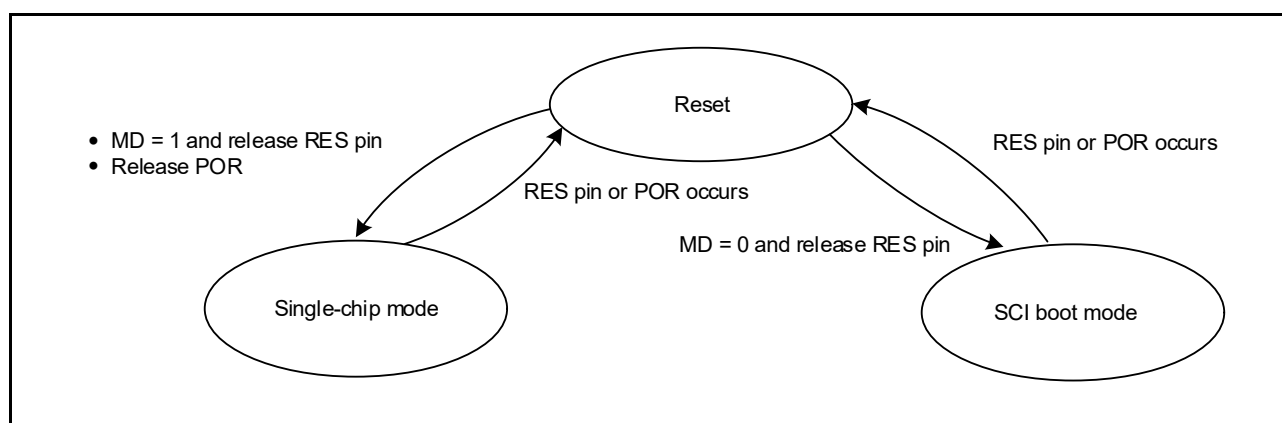 Reset
• MD = 1 and release RES pin
• Release POR
RES pin or POR occurs
RES pin or POR occurs
MD = 0 and release RES pin
Single-chip mode
SCI boot mode